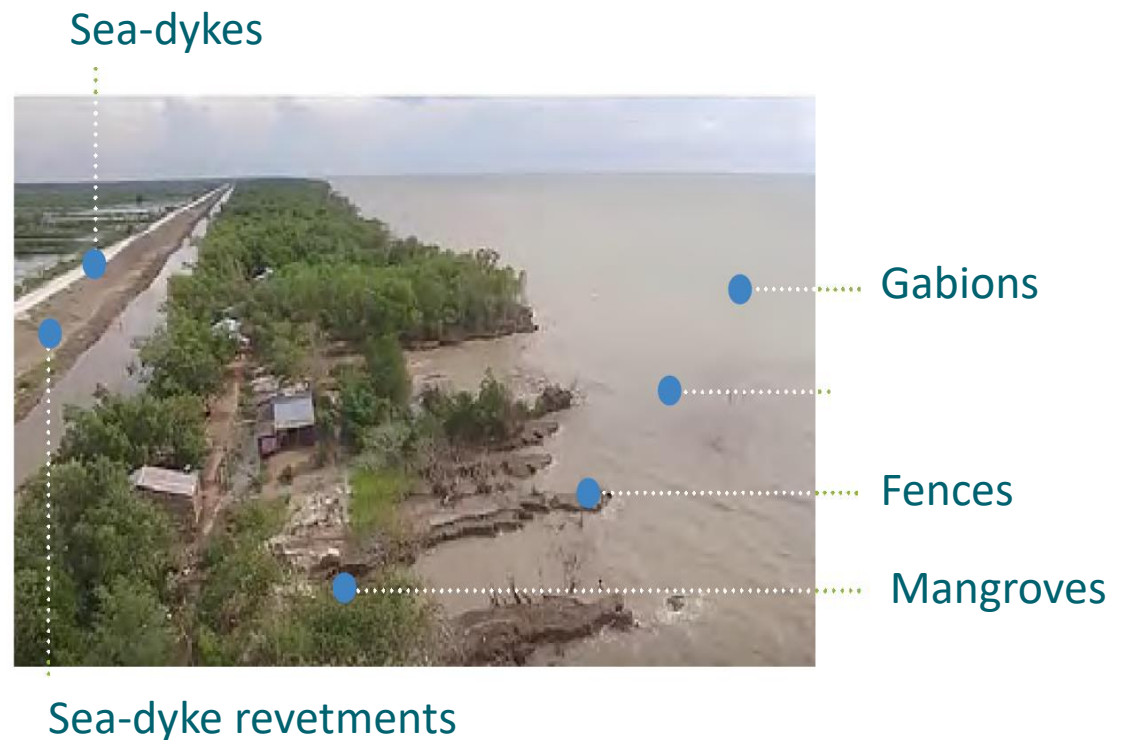 Sea-dykes
Gabions
Fences
Mangroves
Sea-dyke revetments